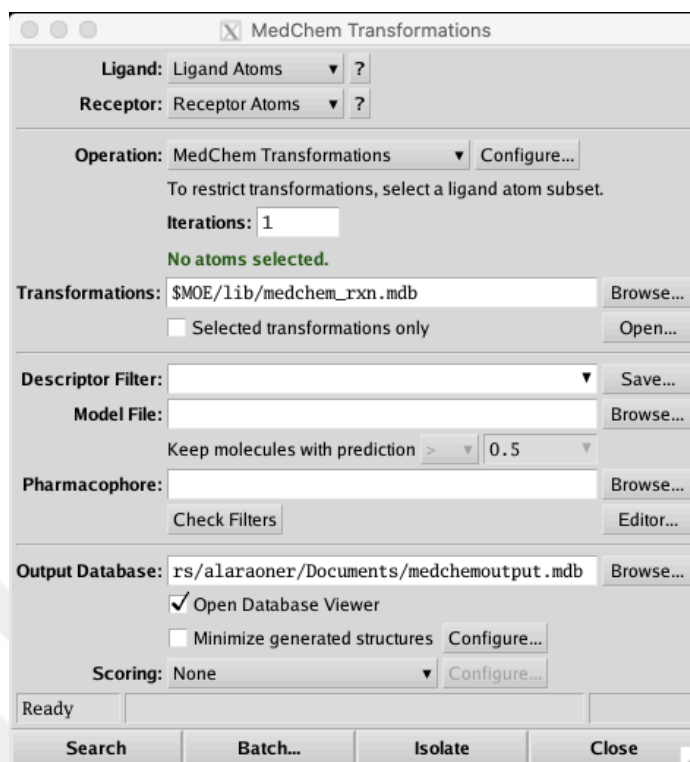 MedChem Transformations
Ligand: Ligand Atoms ?
Receptor: Receptor Atoms ?
Operation: MedChem Transformations Configure...
To restrict transformations, select a ligand atom subset.
Iterations: 1
No atoms selected.
Transformations: $MOE/lib/medchem_rxn.mdb Browse...
Selected transformations only Open...
Descriptor Filter: Save...
Model File: Browse...
Keep molecules with prediction > 0.5
Pharmacophore: Browse...
Check Filters Editor...
Output Database: rs/alaraoner/Documents/medchemoutput.mdb Browse...
Open Database Viewer
Minimize generated structures Configure...
Scoring: None Configure...
Ready
Search Batch... Isolate Close